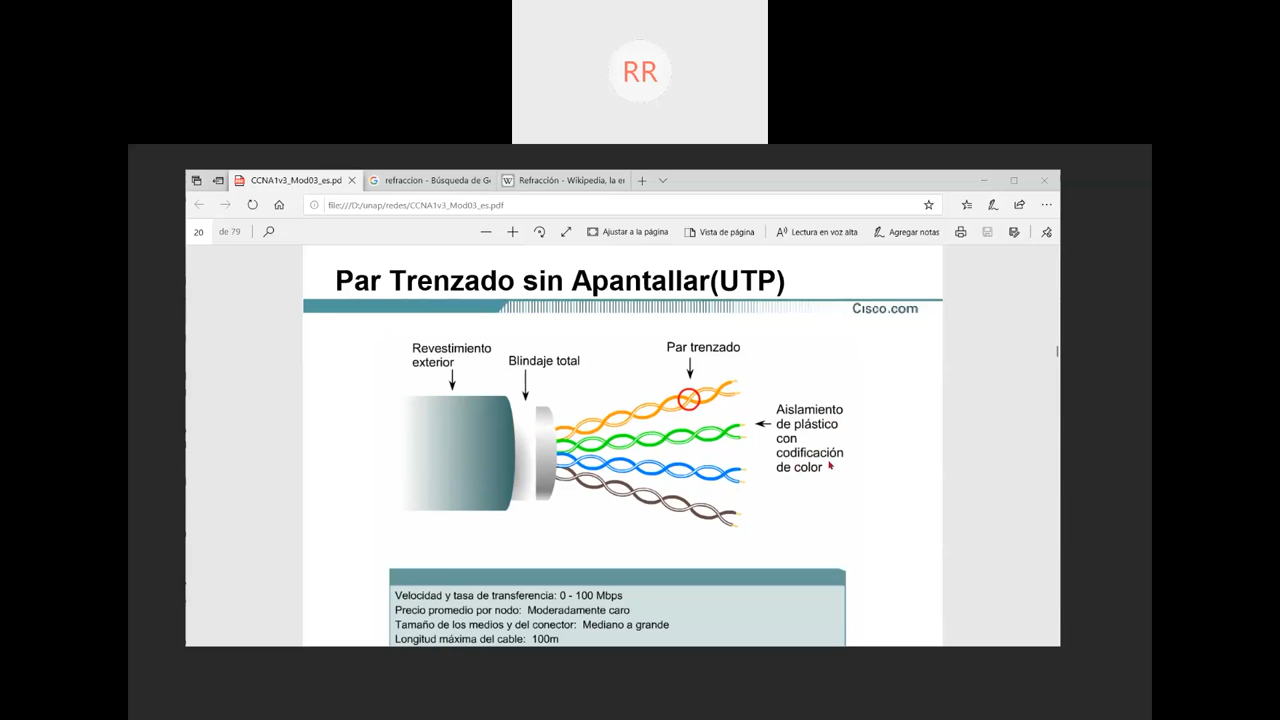 RR
CCNA1v3_Mod03_es.pd
refraccion - Búsqueda de Go
Refracción - Wikipedia, la en
file:///D:/unap/redes/CCNA1v3_Mod03_es.pdf
20 de 79
Ajustar a la página
Vista de página
Lectura en voz alta
Agregar notas
Par Trenzado sin Apantallar(UTP)
Cisco.com
Revestimiento
exterior
Blindaje total
Par trenzado
Aislamiento
de plástico
con
codificación
de color
Velocidad y tasa de transferencia: 0 - 100 Mbps
Precio promedio por nodo: Moderadamente caro
Tamaño de los medios y del conector: Mediano a grande
Longitud máxima del cable: 100m